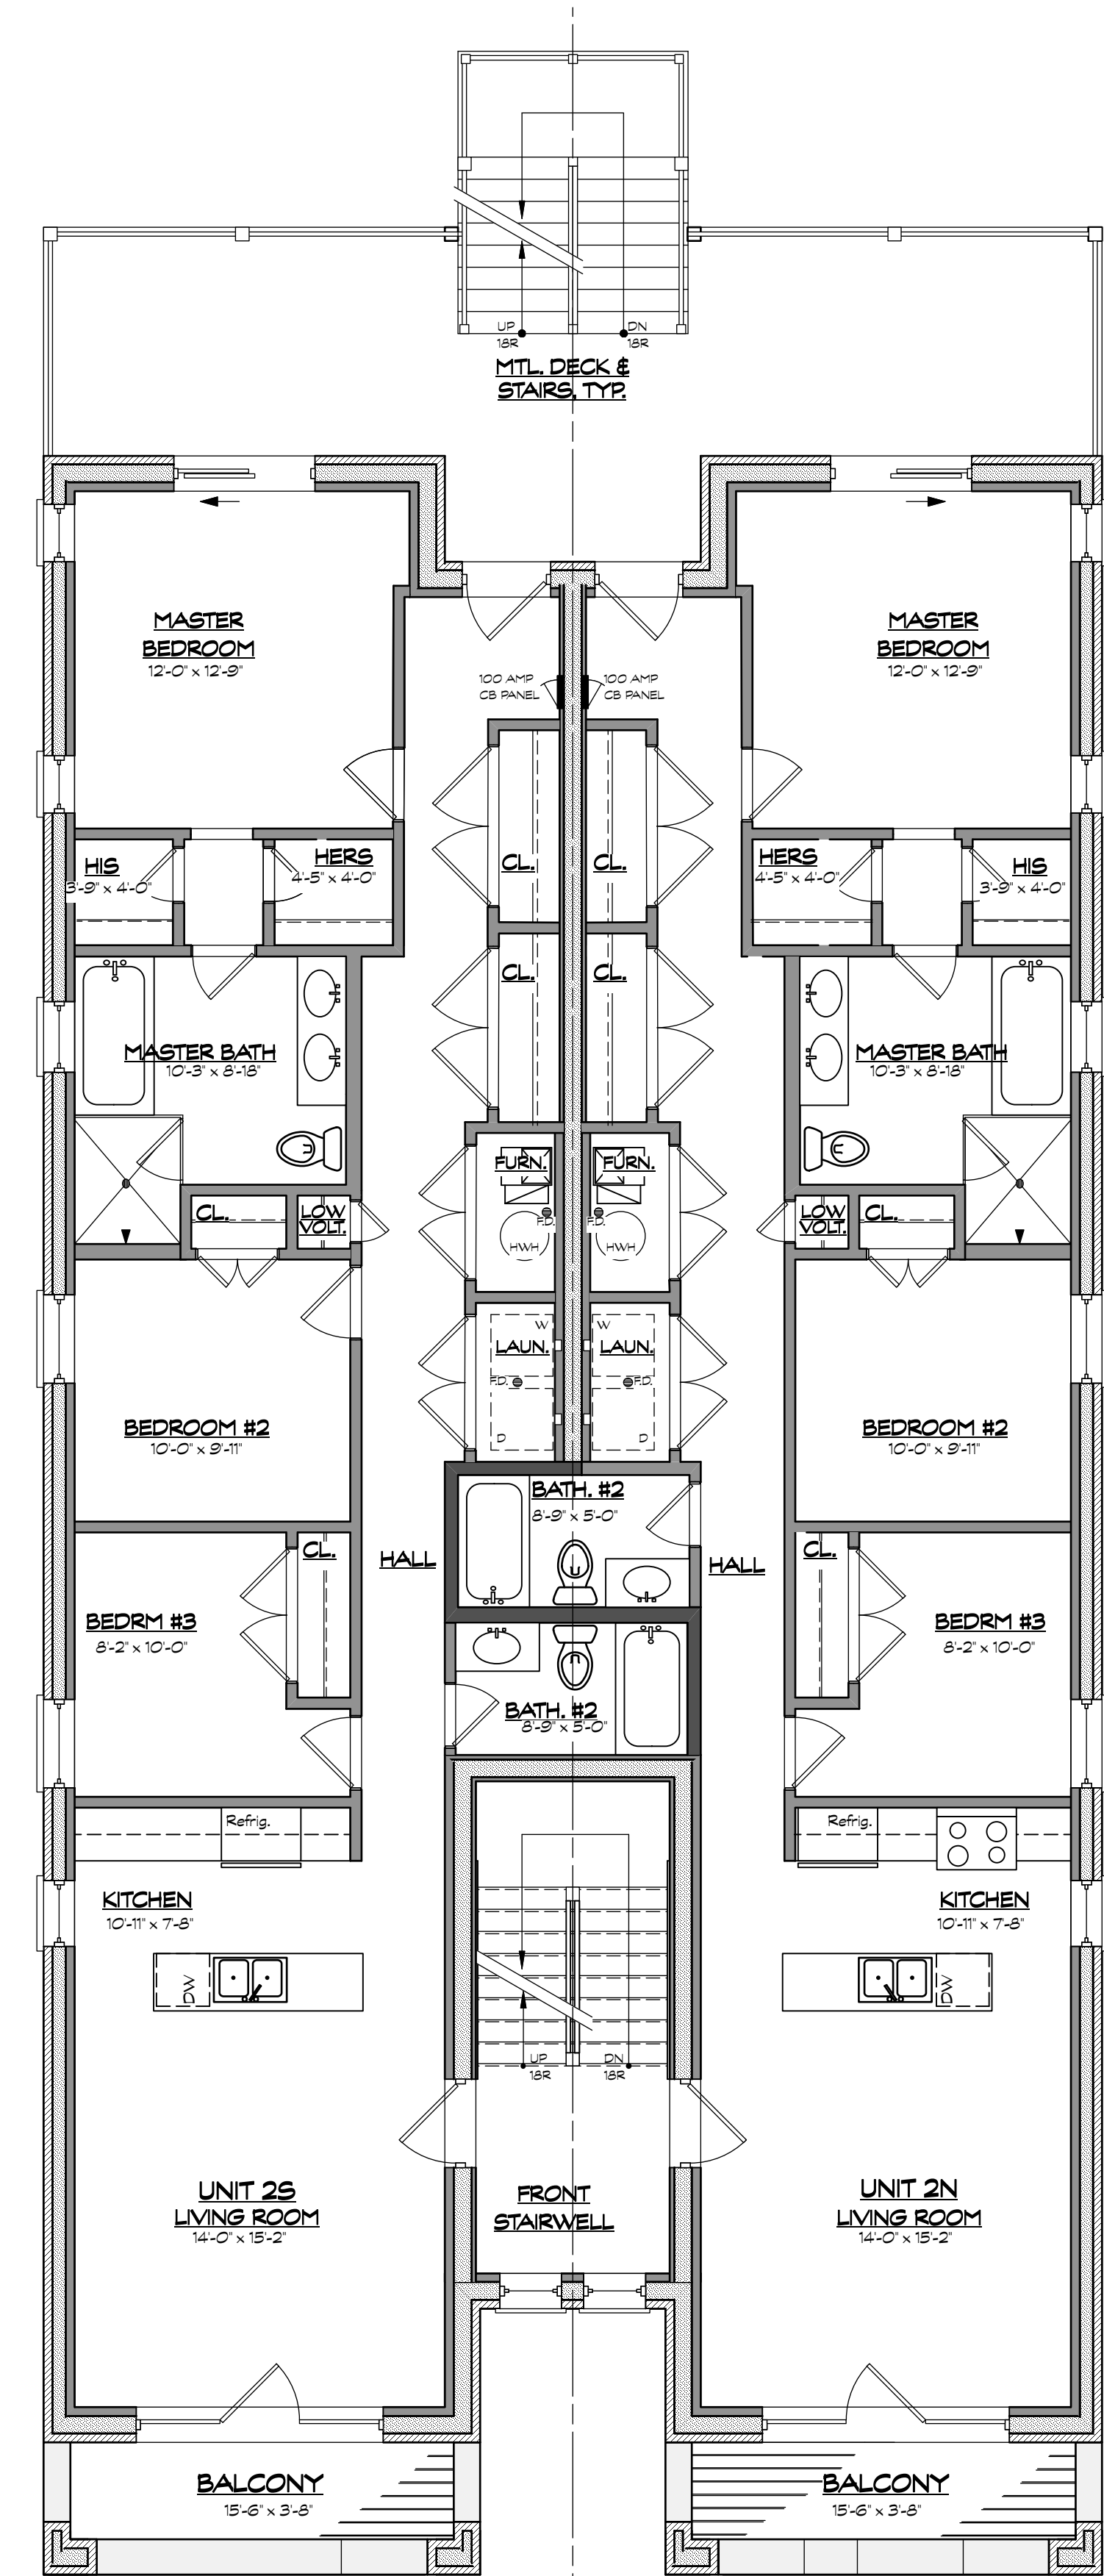 UP
18R
DN
18R
MTL. DECK &
STAIRS, TYP.
MASTER
BEDROOM
12'-0" x 12'-9"
MASTER
BEDROOM
12'-0" x 12'-9"
100 AMP
CB PANEL
100 AMP
CB PANEL
HIS
3'-9" x 4'-0"
HERS
4'-5" x 4'-0"
CL.
CL.
HERS
4'-5" x 4'-0"
HIS
3'-9" x 4'-0"
CL.
CL.
MASTER BATH
10'-3" x 8'-18"
MASTER BATH
10'-3" x 8'-18"
FURN.
FURN.
F.D.
F.D.
HWH
HWH
CL.
LOW
VOLT.
LOW
VOLT.
CL.
W
W
LAUN.
LAUN.
F.D.
F.D.
D
D
BEDROOM #2
10'-0" x 9'-11"
BEDROOM #2
10'-0" x 9'-11"
BATH. #2
8'-9" x 5'-0"
HALL
HALL
CL.
CL.
BEDRM #3
8'-2" x 10'-0"
BEDRM #3
8'-2" x 10'-0"
BATH. #2
8'-9" x 5'-0"
Refrig.
Refrig.
KITCHEN
10'-11" x 7'-8"
KITCHEN
10'-11" x 7'-8"
DW
DW
UP
18R
DN
18R
UNIT 2S
LIVING ROOM
14'-0" x 15'-2"
FRONT
STAIRWELL
UNIT 2N
LIVING ROOM
14'-0" x 15'-2"
BALCONY
15'-6" x 3'-8"
BALCONY
15'-6" x 3'-8"